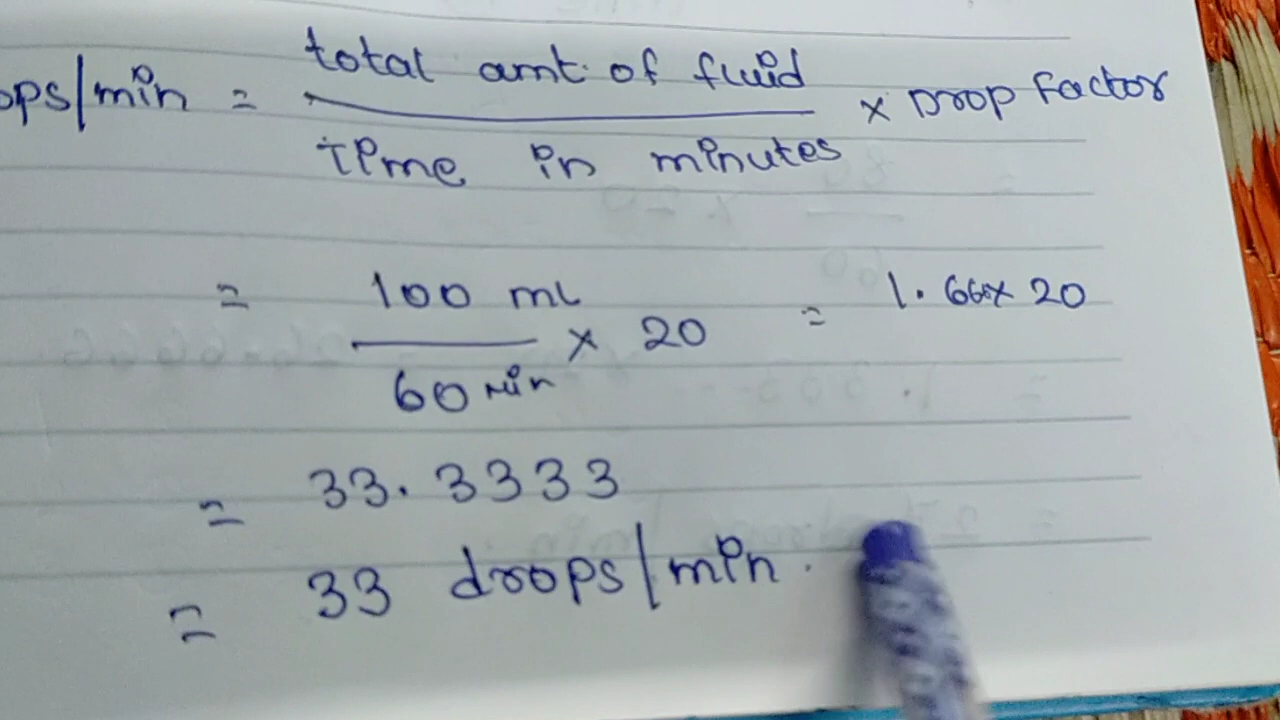 ops/min = total amt. of fluid / Time in minutes × Drop factor
= 100 ml / 60 min × 20 = 1.66 × 20
= 33.3333
= 33 drops/min.